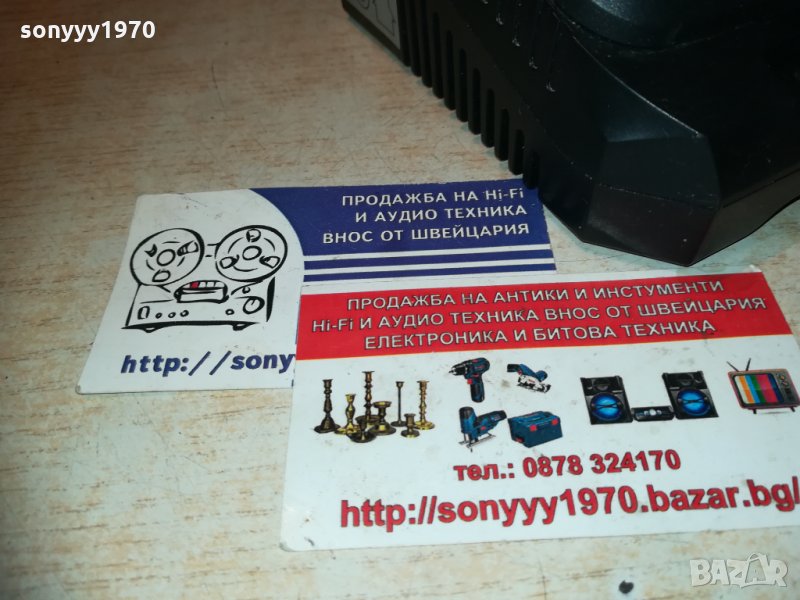 sonyyy1970
ПРОДАЖБА НА Hi-Fi
И АУДИО ТЕХНИКА
ВНОС ОТ ШВЕЙЦАРИЯ
http://sony
ПРОДАЖБА НА АНТИКИ И ИНСТУМЕНТИ
Hi-Fi И АУДИО ТЕХНИКА ВНОС ОТ ШВЕЙЦАРИЯ
ЕЛЕКТРОНИКА И БИТОВА ТЕХНИКА
тел.: 0878 324170
http://sonyyy1970.bazar.bg/
BAZAR